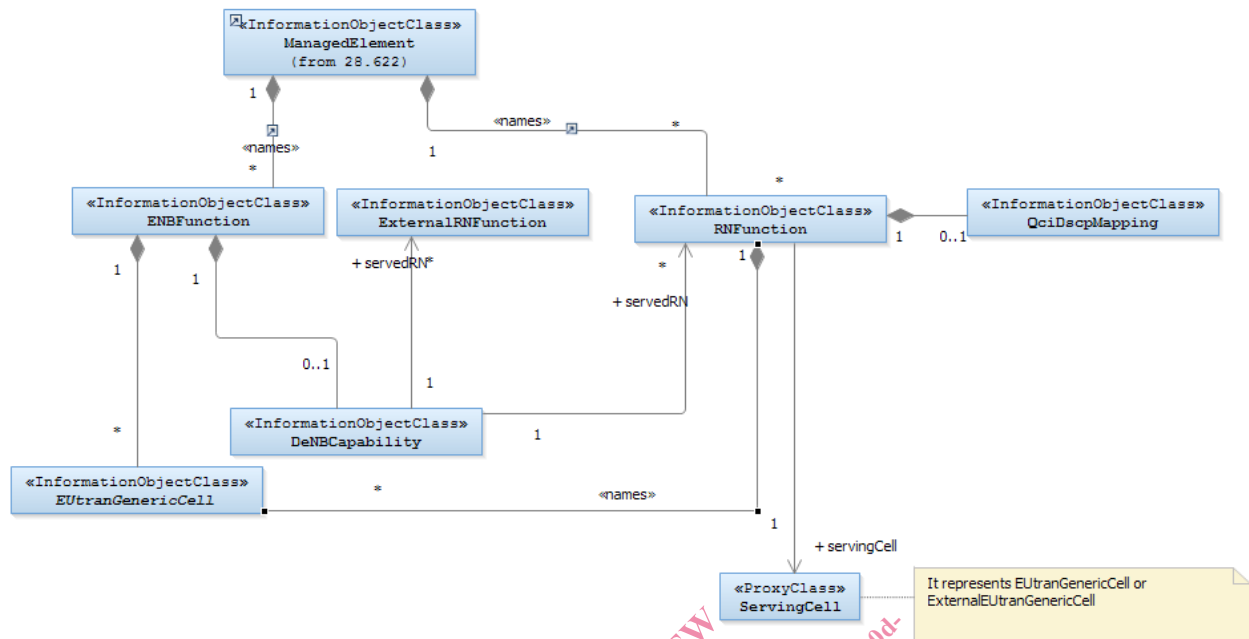 «InformationObjectClass»
ManagedElement
(from 28.622)
1
«names»
*
1
«names»
*
*
«InformationObjectClass»
ENBFunction
«InformationObjectClass»
ExternalRNFunction
«InformationObjectClass»
RNFunction
«InformationObjectClass»
QciDscpMapping
1
0..1
1
1
+ servedRN*
1
*
+ servedRN
0..1
1
1
«InformationObjectClass»
DeNBCapability
*
«InformationObjectClass»
EUtranGenericCell
*
«names»
1
+ servingCell
«ProxyClass»
ServingCell
It represents EUtranGenericCell or
ExternalEUtranGenericCell